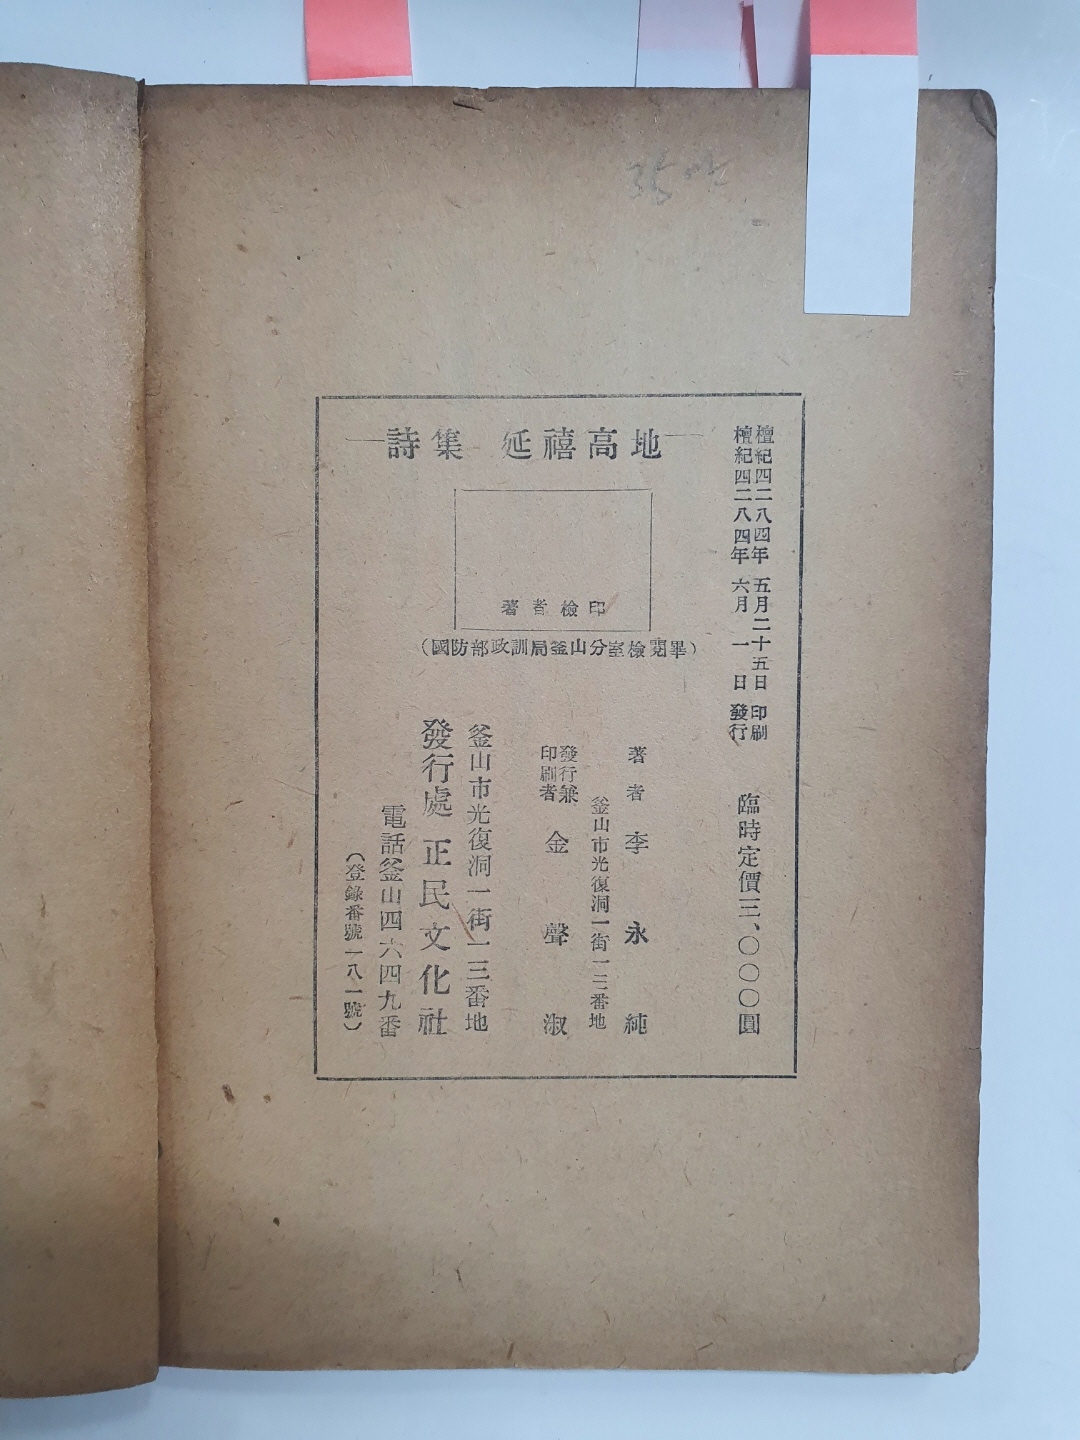 檀紀四二八四年 五月二十五日 印刷
檀紀四二八四年 六月 一 日 發行
臨時定價三、〇〇〇圓
詩集 延禧高地
著者檢印
(國防部政訓局釜山分室檢閱畢)
著者 李永純
釜山市光復洞一街一三番地
發行兼
印刷者 金聲淑
釜山市光復洞一街一三番地
發行處 正民文化社
電話釜山四六四九番
(登錄番號一八一號)